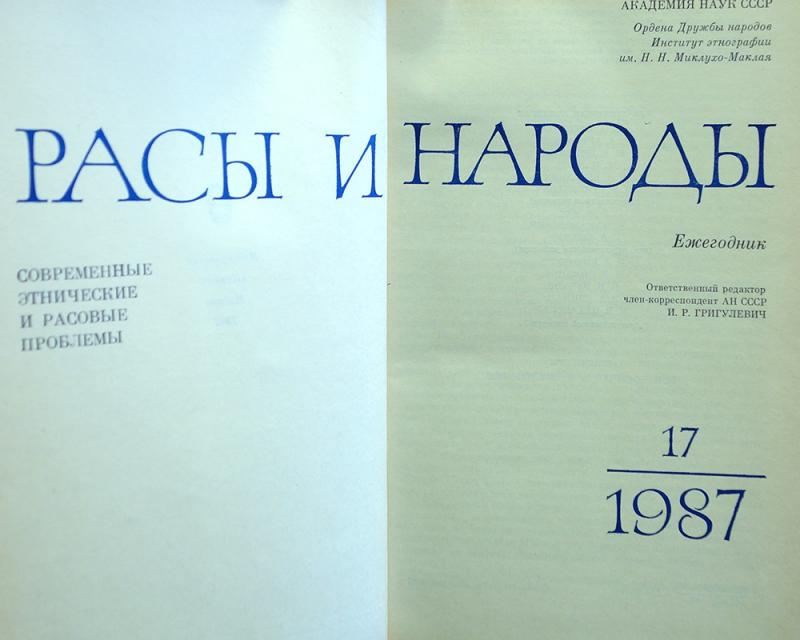 АКАДЕМИЯ НАУК СССР
Ордена Дружбы народов
Институт этнографии
им. Н. Н. Миклухо-Маклая
РАСЫ И НАРОДЫ
Ежегодник
СОВРЕМЕННЫЕ
ЭТНИЧЕСКИЕ
И РАСОВЫЕ
ПРОБЛЕМЫ
Ответственный редактор
член-корреспондент АН СССР
И. Р. ГРИГУЛЕВИЧ
17
1987